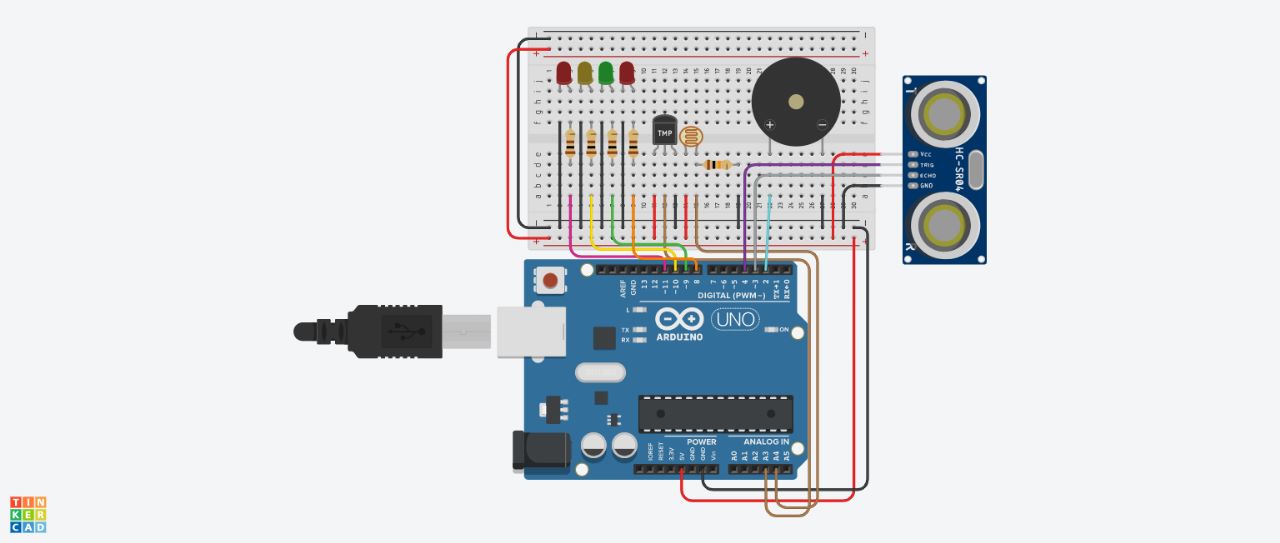 TMP
+ −
T
HC-SR04
VCC
TRIG
ECHO
GND
R
AREF
GND
13
12
~11
~10
~9
8
7
~6
~5
4
~3
2
TX→1
RX←0
DIGITAL (PWM~)
L
TX
RX
ARDUINO
UNO
ON
POWER
ANALOG IN
IOREF
RESET
3.3V
5V
GND
GND
Vin
A0
A1
A2
A3
A4
A5
TIN
KER
CAD